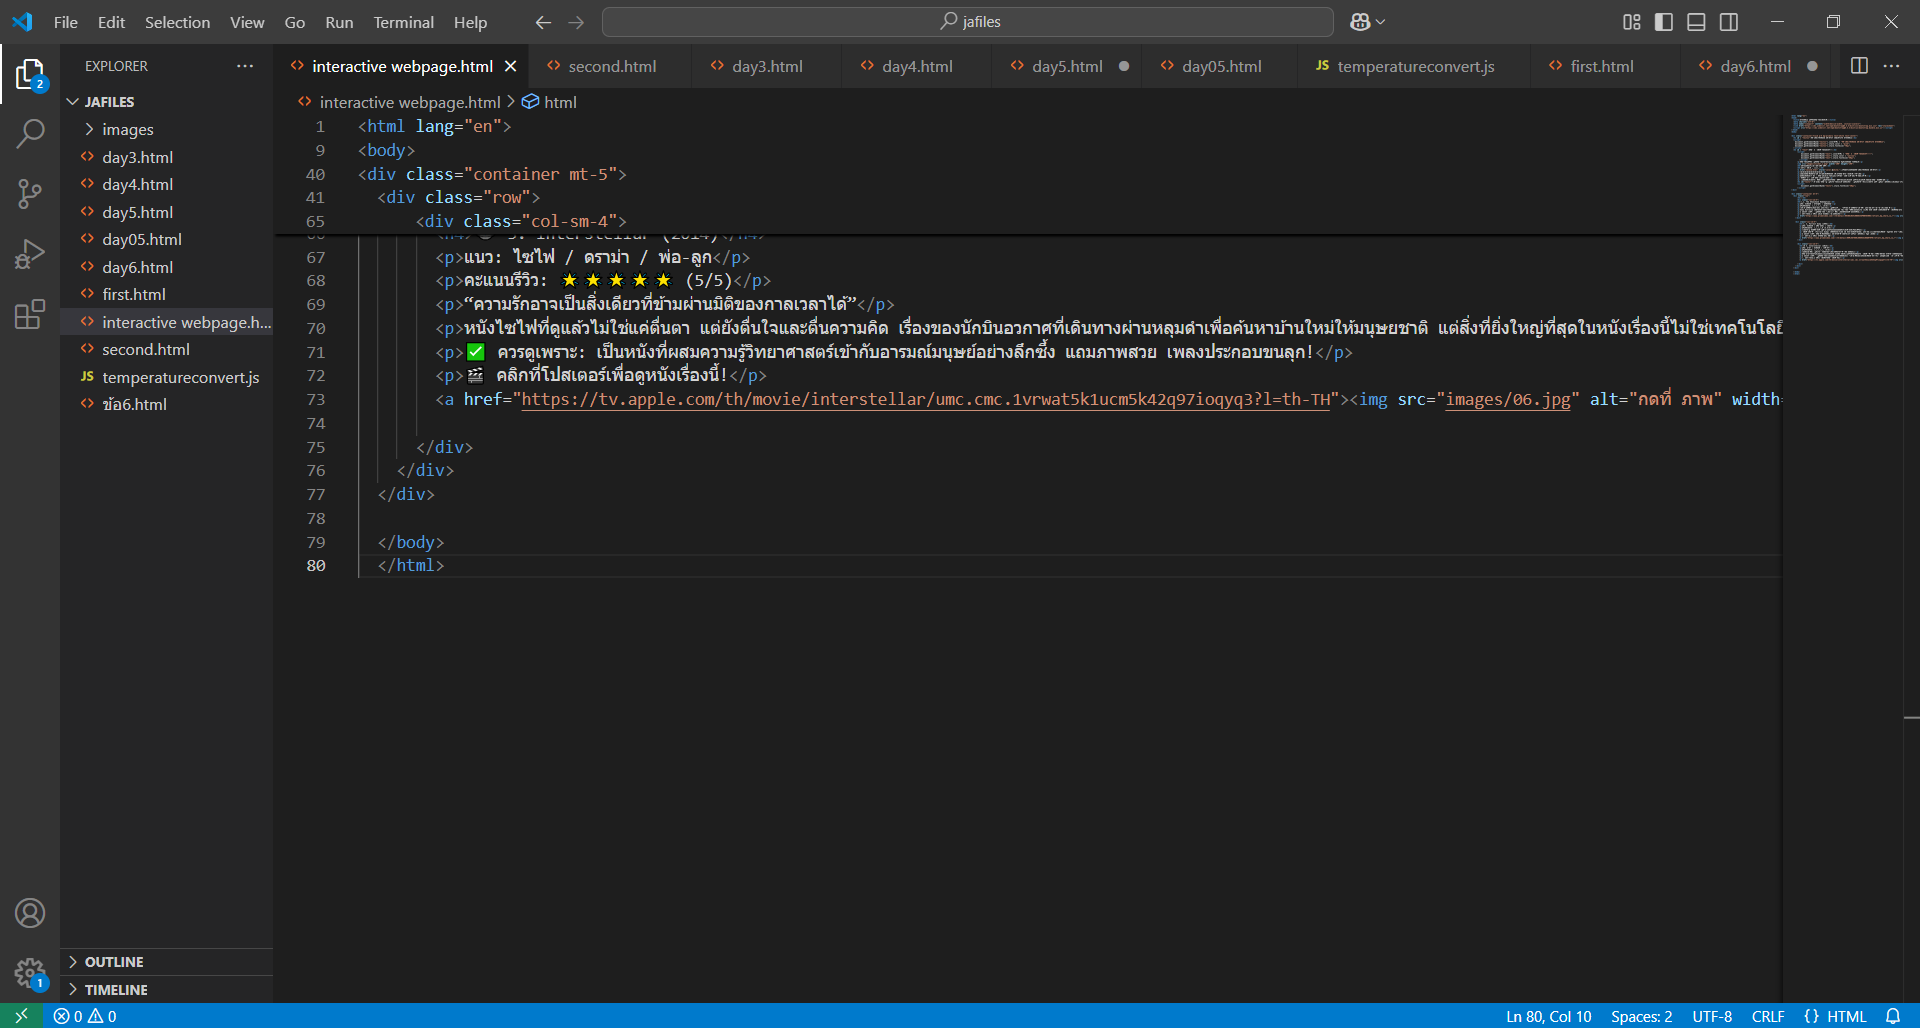 File Edit Selection View Go Run Terminal Help
jafiles
EXPLORER
interactive webpage.html
second.html
day3.html
day4.html
day5.html
day05.html
JS temperatureconvert.js
first.html
day6.html
2
JAFILES
images
day3.html
day4.html
day5.html
day05.html
day6.html
first.html
interactive webpage.h...
second.html
JS temperatureconvert.js
ข้อ6.html
interactive webpage.html > html
1 <html lang="en">
9 <body>
40 <div class="container mt-5">
41 <div class="row">
65 <div class="col-sm-4">
67 <p>แนว: ไซไฟ / ดราม่า / พ่อ-ลูก</p>
68 <p>คะแนนรีวิว: ⭐⭐⭐⭐⭐ (5/5)</p>
69 <p>“ความรักอาจเป็นสิ่งเดียวที่ข้ามผ่านมิติของกาลเวลาได้”</p>
70 <p>หนังไซไฟที่ดูแล้วไม่ใช่แค่ตื่นตา แต่ยังตื่นใจและตื่นความคิด เรื่องของนักบินอวกาศที่เดินทางผ่านหลุมดำเพื่อค้นหาบ้านใหม่ให้มนุษยชาติ แต่สิ่งที่ยิ่งใหญ่ที่สุดในหนังเรื่องนี้ไม่ใช่เทคโนโลยี
71 <p>✅ ควรดูเพราะ: เป็นหนังที่ผสมความรู้วิทยาศาสตร์เข้ากับอารมณ์มนุษย์อย่างลึกซึ้ง แถมภาพสวย เพลงประกอบขนลุก!</p>
72 <p>🎬 คลิกที่โปสเตอร์เพื่อดูหนังเรื่องนี้!</p>
73 <a href="https://tv.apple.com/th/movie/interstellar/umc.cmc.1vrwat5k1ucm5k42q97ioqyq3?l=th-TH"><img src="images/06.jpg" alt="กดที่ ภาพ" width=
74
75 </div>
76 </div>
77 </div>
78
79 </body>
80 </html>
OUTLINE
TIMELINE
1
0 0
Ln 80, Col 10 Spaces: 2 UTF-8 CRLF {} HTML